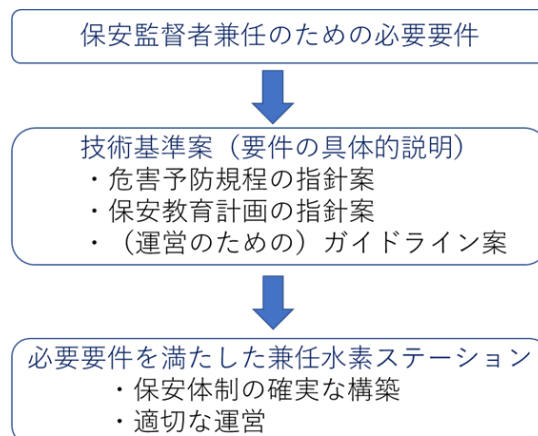 保安監督者兼任のための必要要件
技術基準案（要件の具体的説明）
・危害予防規程の指針案
・保安教育計画の指針案
・（運営のための）ガイドライン案
必要要件を満たした兼任水素ステーション
・保安体制の確実な構築
・適切な運営